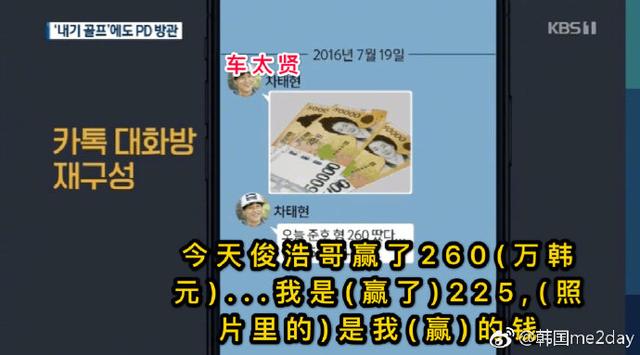 '내기 골프'에도 PD 방관
KBS1
2016년 7월 19일
车太贤
차태현
카톡 대화방
재구성
50000
차태현
오늘 준호 형 260 땄다...
今天俊浩哥赢了260(万韩
元)...我是(赢了)225,(照
片里的)是我(赢)的钱
@韩国me2day